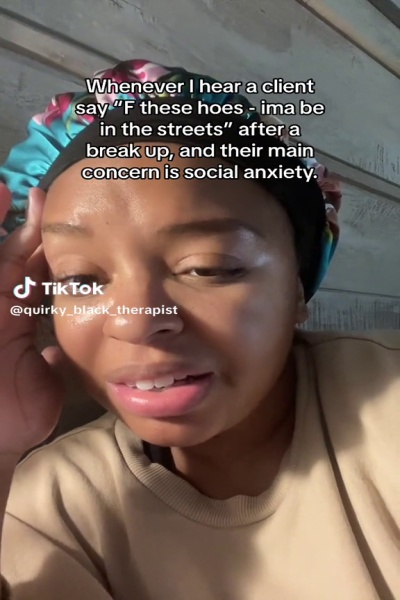 Whenever I hear a client
say “F these hoes - ima be
in the streets” after a
break up, and their main
concern is social anxiety.
TikTok
@quirky_black_therapist